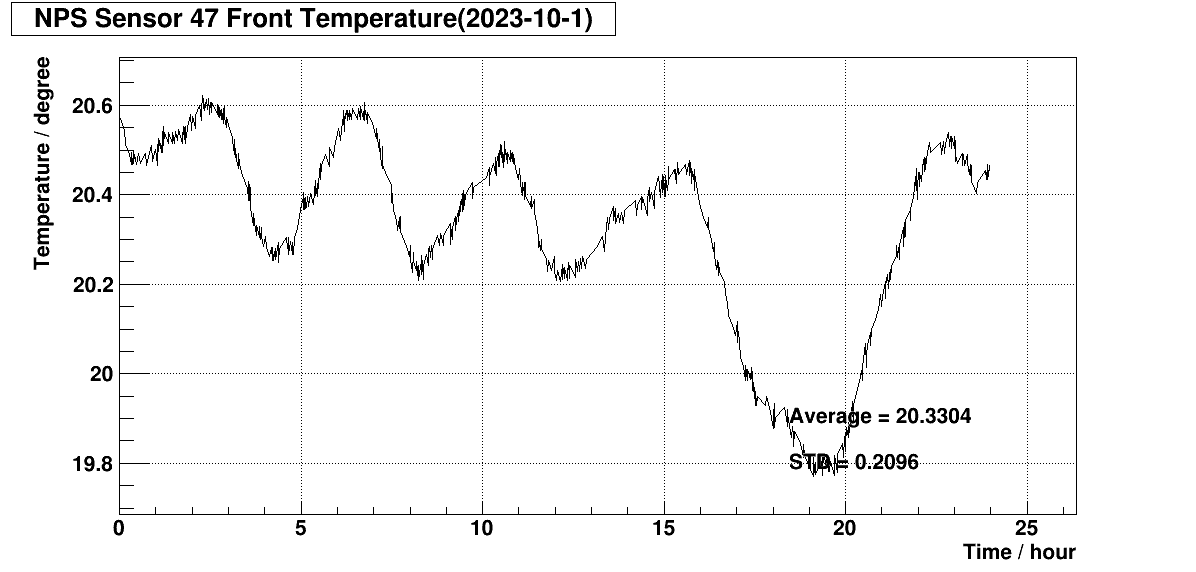 NPS Sensor 47 Front Temperature(2023-10-1)
Temperature / degree
20.6
20.4
20.2
20
19.8
Average = 20.3304
STD = 0.2096
0 5 10 15 20 25
Time / hour